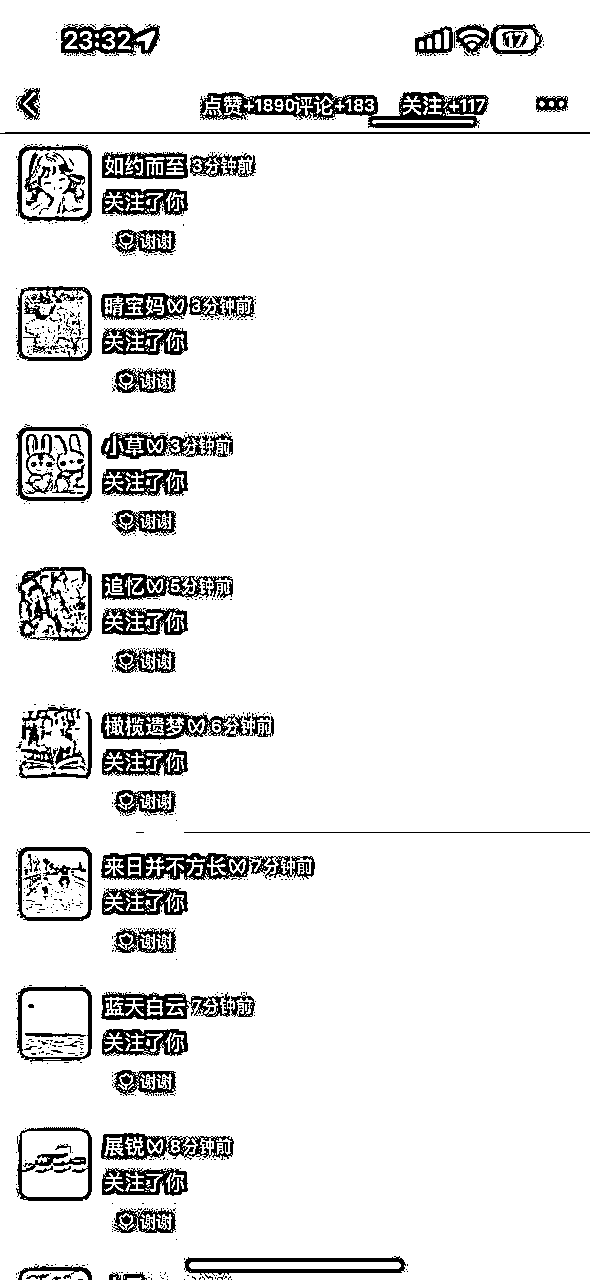 23:32 17
点赞+1890 评论+183 关注+117
如约而至 3分钟前
关注了你
谢谢
晴宝妈 3分钟前
关注了你
谢谢
小草 3分钟前
关注了你
谢谢
追忆 5分钟前
关注了你
谢谢
橄榄遗梦 6分钟前
关注了你
谢谢
来日并不方长 7分钟前
关注了你
谢谢
蓝天白云 7分钟前
关注了你
谢谢
展锐 8分钟前
关注了你
谢谢